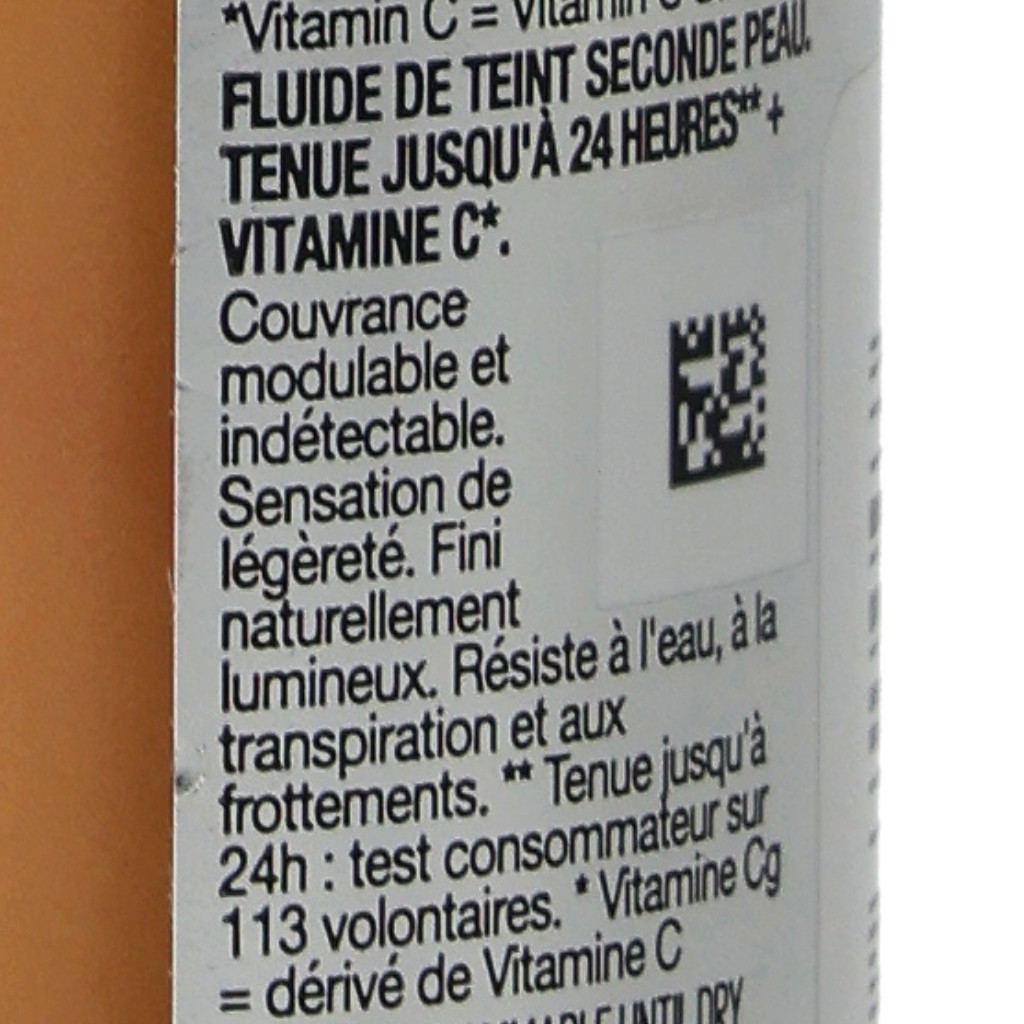 *Vitamin C = Vitamin C
FLUIDE DE TEINT SECONDE PEAU.
TENUE JUSQU'À 24 HEURES** +
VITAMINE C*.
Couvrance
modulable et
indétectable.
Sensation de
légèreté. Fini
naturellement
lumineux. Résiste à l'eau, à la
transpiration et aux
frottements. ** Tenue jusqu'à
24h : test consommateur sur
113 volontaires. * Vitamine Cg
= dérivé de Vitamine C
UNTIL DRY